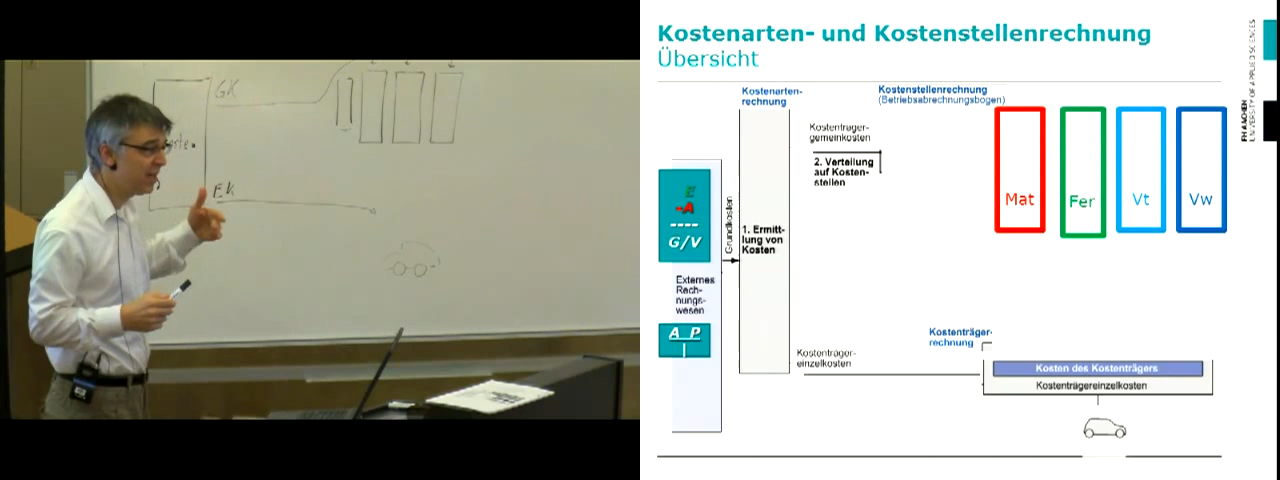 GK
EK
Kostenarten- und Kostenstellenrechnung
Übersicht
Kostenarten-
rechnung
Kostenstellenrechnung
(Betriebsabrechnungsbogen)
Kostenträger-
gemeinkosten
2. Verteilung
auf Kosten-
stellen
Mat
Fer
Vt
Vw
E
-A
----
G/V
Grundkosten
1. Ermitt-
lung von
Kosten
Externes
Rech-
nungs-
wesen
A P
Kostenträger-
einzelkosten
Kostenträger-
rechnung
Kosten des Kostenträgers
Kostenträgereinzelkosten
FH AACHEN
UNIVERSITY OF APPLIED SCIENCES